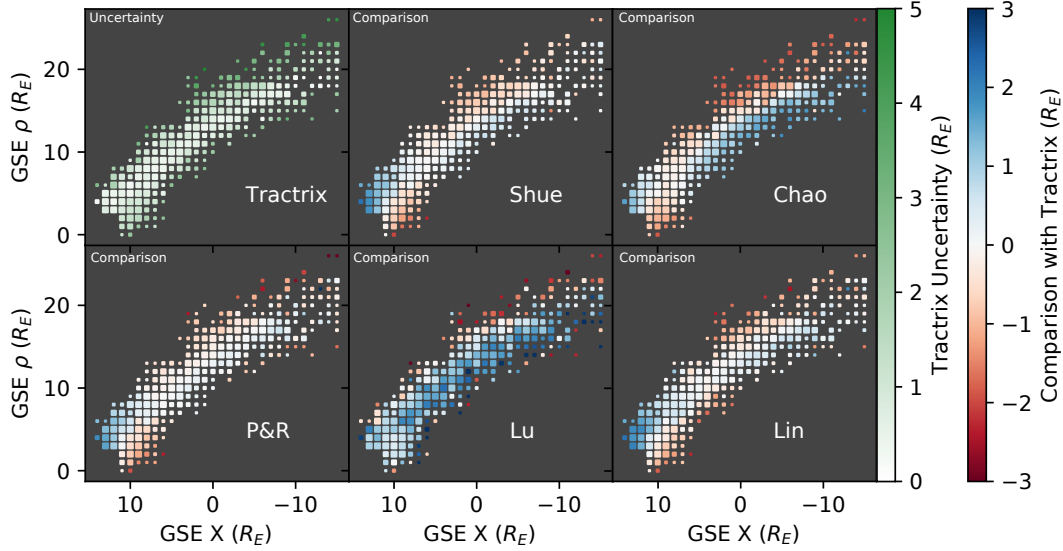 Uncertainty
Comparison
Comparison
20
10
0
GSE ρ (R_E)
Tractrix
Shue
Chao
Comparison
Comparison
Comparison
20
10
0
GSE ρ (R_E)
P&R
Lu
Lin
10 0 −10
10 0 −10
10 0 −10
GSE X (R_E)
GSE X (R_E)
GSE X (R_E)
5
4
3
2
1
0
Tractrix Uncertainty (R_E)
3
2
1
0
−1
−2
−3
Comparison with Tractrix (R_E)